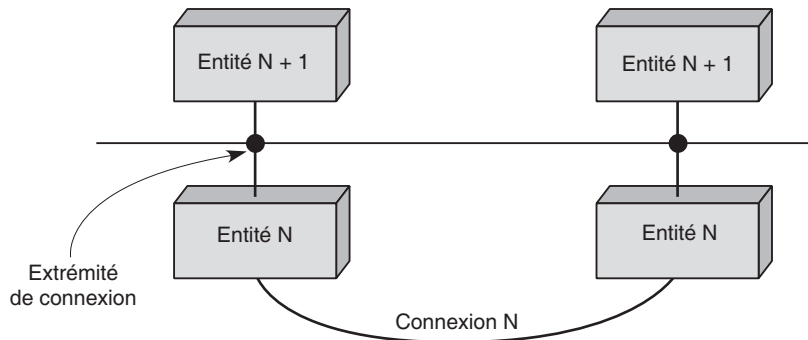 Entité N + 1
Entité N + 1
Entité N
Entité N
Extrémité
de connexion
Connexion N